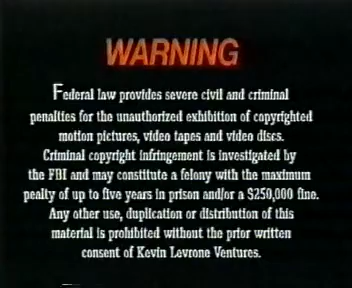 WARNING
Federal law provides severe civil and criminal
penalties for the unauthorized exhibition of copyrighted
motion pictures, video tapes and video discs.
Criminal copyright infringement is investigated by
the FBI and may constitute a felony with the maximum
pealty of up to five years in prison and/or a $250,000 fine.
Any other use, duplication or distribution of this
material is prohibited without the prior written
consent of Kevin Levrone Ventures.